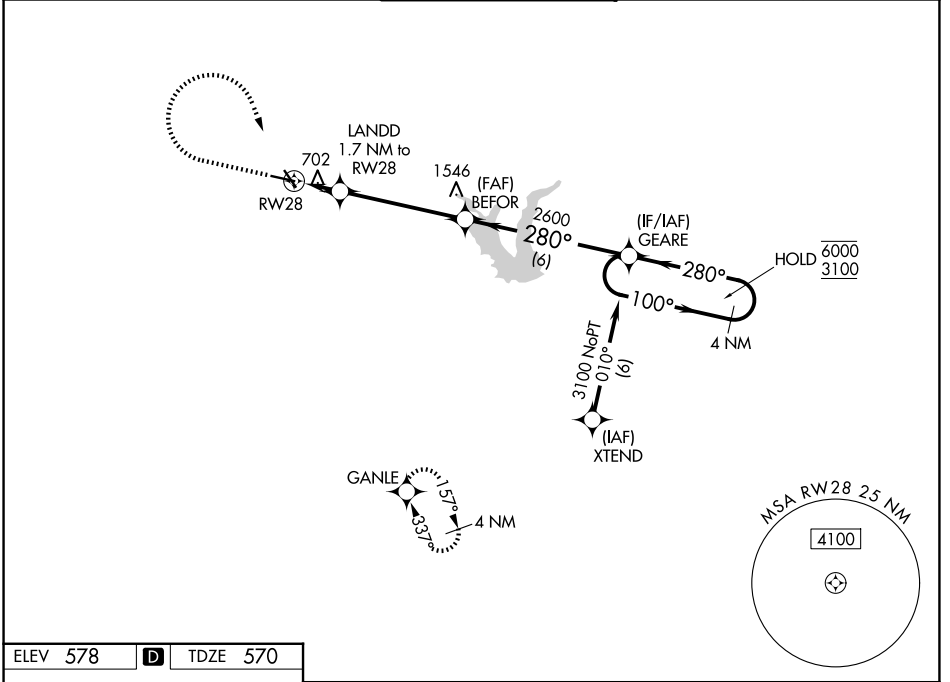 LANDD
1.7 NM to
RW28
702
RW28
1546
(FAF)
BEFOR
2600
280°
(6)
(IF/IAF)
GEARE
280°
HOLD 6000
3100
100°
4 NM
3100 NoPT
010°
(6)
(IAF)
XTEND
GANLE
157°
337°
4 NM
MSA RW28 25 NM
4100
ELEV 578 D TDZE 570